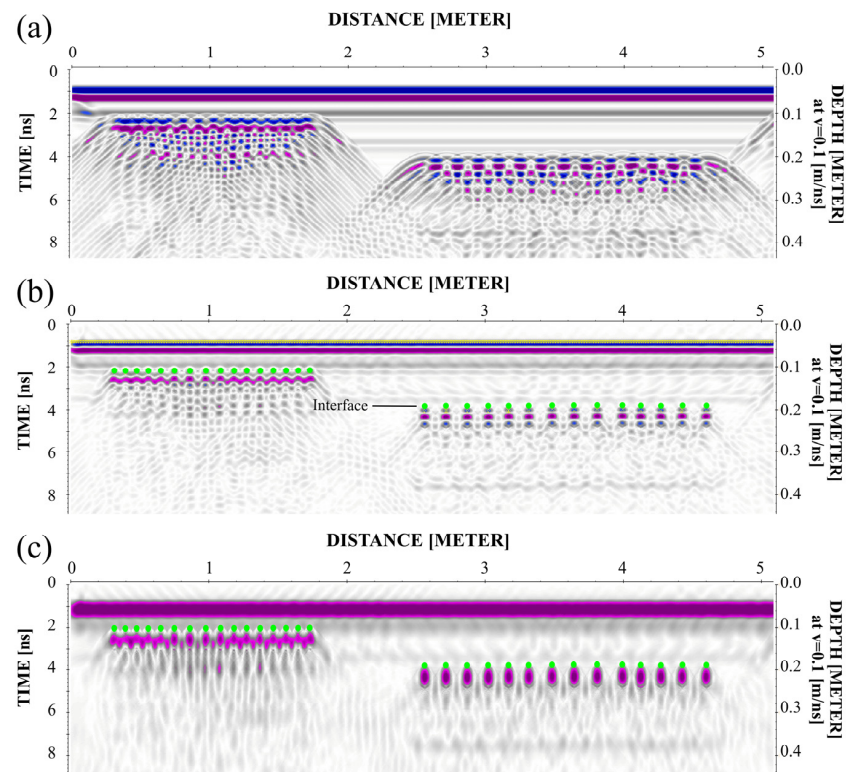 (a)
DISTANCE [METER]
0 1 2 3 4 5
TIME [ns]
0
2
4
6
8
0.0
0.1
0.2
0.3
0.4
DEPTH [METER]
at v=0.1 [m/ns]
(b)
DISTANCE [METER]
0 1 2 3 4 5
TIME [ns]
0
2
4
6
8
Interface
0.0
0.1
0.2
0.3
0.4
DEPTH [METER]
at v=0.1 [m/ns]
(c)
DISTANCE [METER]
0 1 2 3 4 5
TIME [ns]
0
2
4
6
8
0.0
0.1
0.2
0.3
0.4
DEPTH [METER]
at v=0.1 [m/ns]